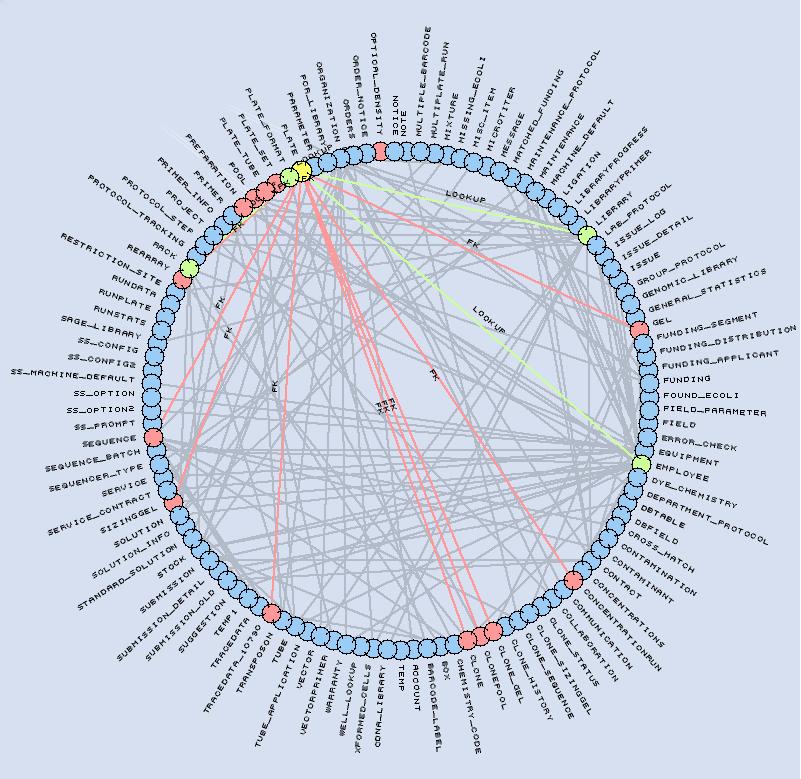 OPTICAL_DENSITY
NOTICE
NOTE
MULTIPLE_BARCODE
MULTIPLATE_RUN
MIXTURE
MISSING_ECOLI
MISC_ITEM
MICROTITER
MESSAGE
MATCHED_FUNDING
MAINTENANCE_PROTOCOL
MAINTENANCE
MACHINE_DEFAULT
LIGATION
LIBRARYPROGRESS
LIBRARYPRIMER
LIBRARY
LAB_PROTOCOL
ISSUE_LOG
ISSUE_DETAIL
ISSUE
GROUP_PROTOCOL
GENOMIC_LIBRARY
GENERAL_STATISTICS
GEL
FUNDING_SEGMENT
FUNDING_DISTRIBUTION
FUNDING_APPLICANT
FUNDING
FOUND_ECOLI
FIELD_PARAMETER
FIELD
ERROR_CHECK
EQUIPMENT
EMPLOYEE
DYE_CHEMISTRY
DEPARTMENT_PROTOCOL
DBTABLE
DBFIELD
CROSS_MATCH
CONTAMINATION
CONTAMINANT
CONTACT
CONCENTRATIONS
CONCENTRATIONRUN
COMMUNICATION
COLLABORATION
CLONE_STATUS
CLONE_SIZINGGEL
CLONE_SEQUENCE
CLONE_HISTORY
CLONE_GEL
CLONEPOOL
CLONE
CHEMISTRY_CODE
BOX
BARCODE_LABEL
ACCOUNT
TEMP
CDNA_LIBRARY
XFORMED_CELLS
WELL_LOOKUP
WARRANTY
VECTORPRIMER
VECTOR
TUBE_APPLICATION
TUBE
TRANSPOSON
TRACEDATA_10790
TRACEDATA
TEMP1
SUGGESTION
SUBMISSION_OLD
SUBMISSION_DETAIL
SUBMISSION
STOCK
STANDARD_SOLUTION
SOLUTION_INFO
SOLUTION
SIZINGGEL
SERVICE_CONTRACT
SERVICE
SEQUENCER_TYPE
SEQUENCE_BATCH
SEQUENCE
SS_PROMPT
SS_OPTION2
SS_OPTION
SS_MACHINE_DEFAULT
SS_CONFIG2
SS_CONFIG
SAGE_LIBRARY
RUNSTATS
RUNPLATE
RUNDATA
RESTRICTION_SITE
REARRAY
RACK
PROTOCOL_TRACKING
PROTOCOL_STEP
PROJECT
PRIMER_INFO
PRIMER
PREPARATION
POOL
PLATE_TUBE
PLATE_SET
PLATE_FORMAT
PLATE
PARAMETER
PCR_LIBRARY
ORGANIZATION
ORDERS
ORDER_NOTICE
LOOKUP
LOOKUP
FK
LOOKUP
FK
FK
FK
FK
FK
FK
FK
FK